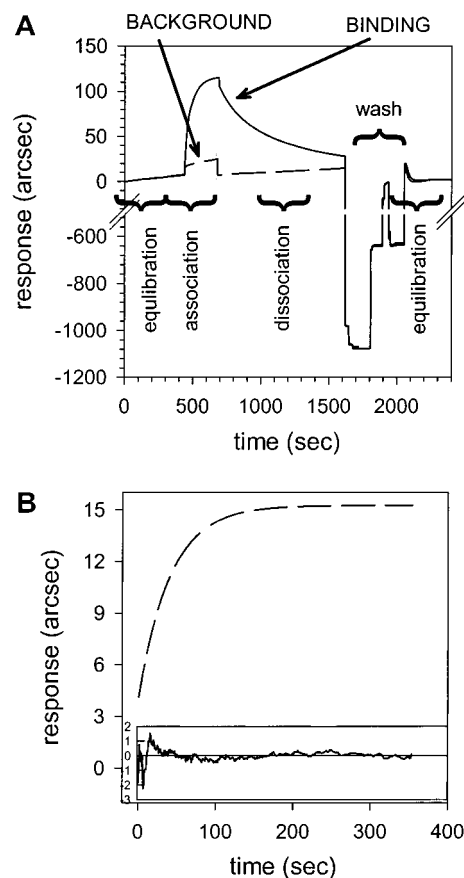 A
BACKGROUND
BINDING
wash
response (arcsec)
150
100
50
0
-600
-800
-1000
-1200
equlibration
association
dissociation
equilibration
0 500 1000 1500 2000
time (sec)
B
response (arcsec)
15
12
9
6
3
0
2
1
0
1
2
3
0 100 200 300 400
time (sec)